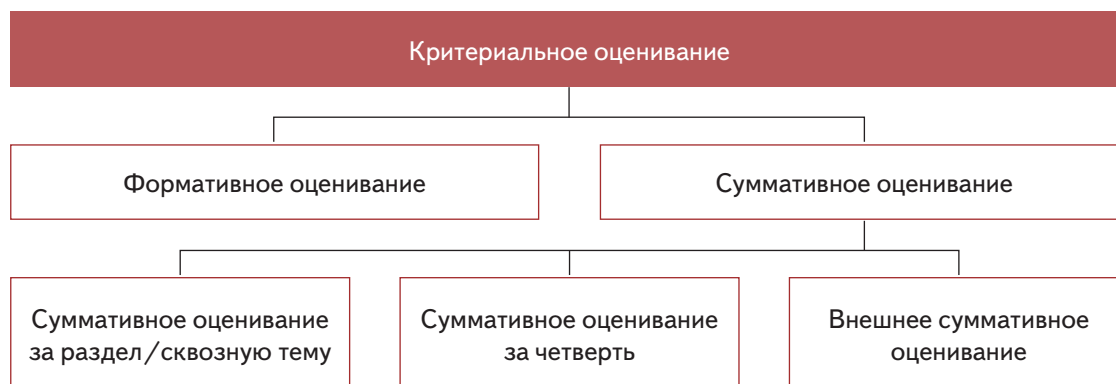 Критериальное оценивание
Формативное оценивание
Суммативное оценивание
Суммативное оценивание
за раздел/сквозную тему
Суммативное оценивание
за четверть
Внешнее суммативное
оценивание